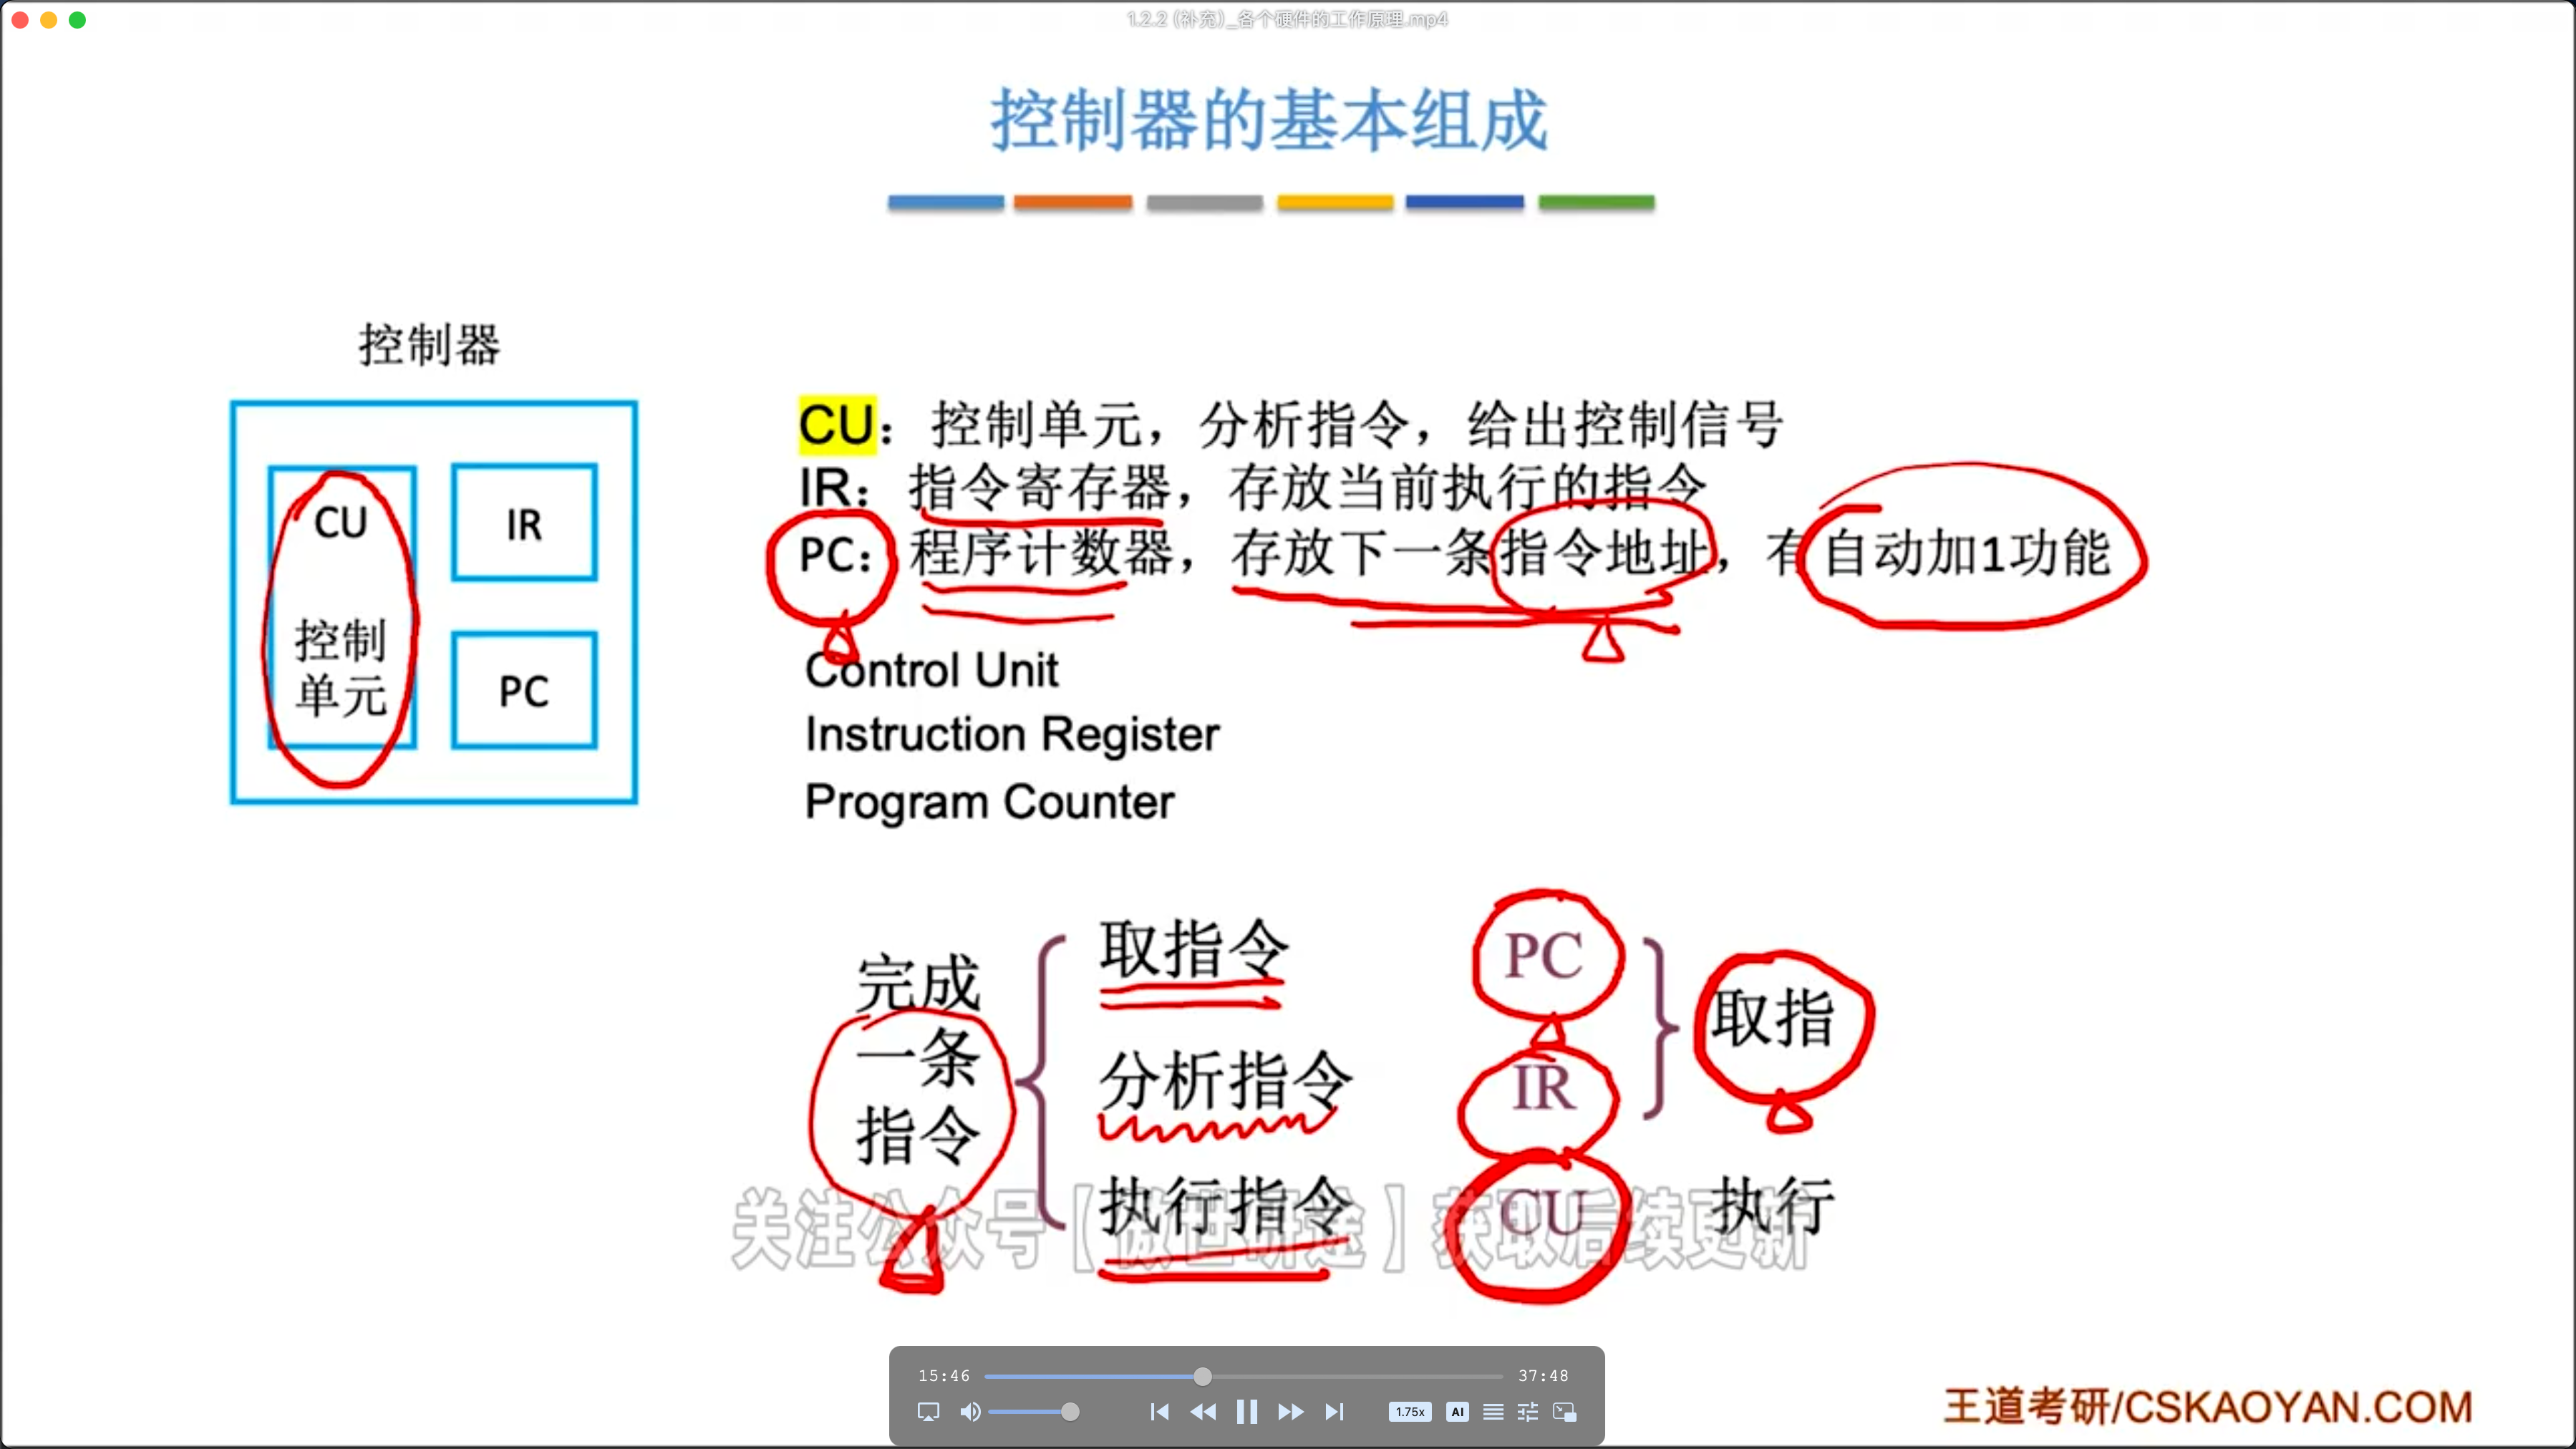 1.2.2 (补充)_各个硬件的工作原理.mp4
控制器的基本组成
控制器
CU
控制
单元
IR
PC
CU：控制单元，分析指令，给出控制信号
IR：指令寄存器，存放当前执行的指令
PC：程序计数器，存放下一条指令地址，有自动加1功能
Control Unit
Instruction Register
Program Counter
完成
一条
指令
取指令
分析指令
执行指令
PC
IR
CU
取指
执行
关注公众号【傲世研途】获取后续更新
15:46
37:48
1.75x
AI
王道考研/CSKAOYAN.COM